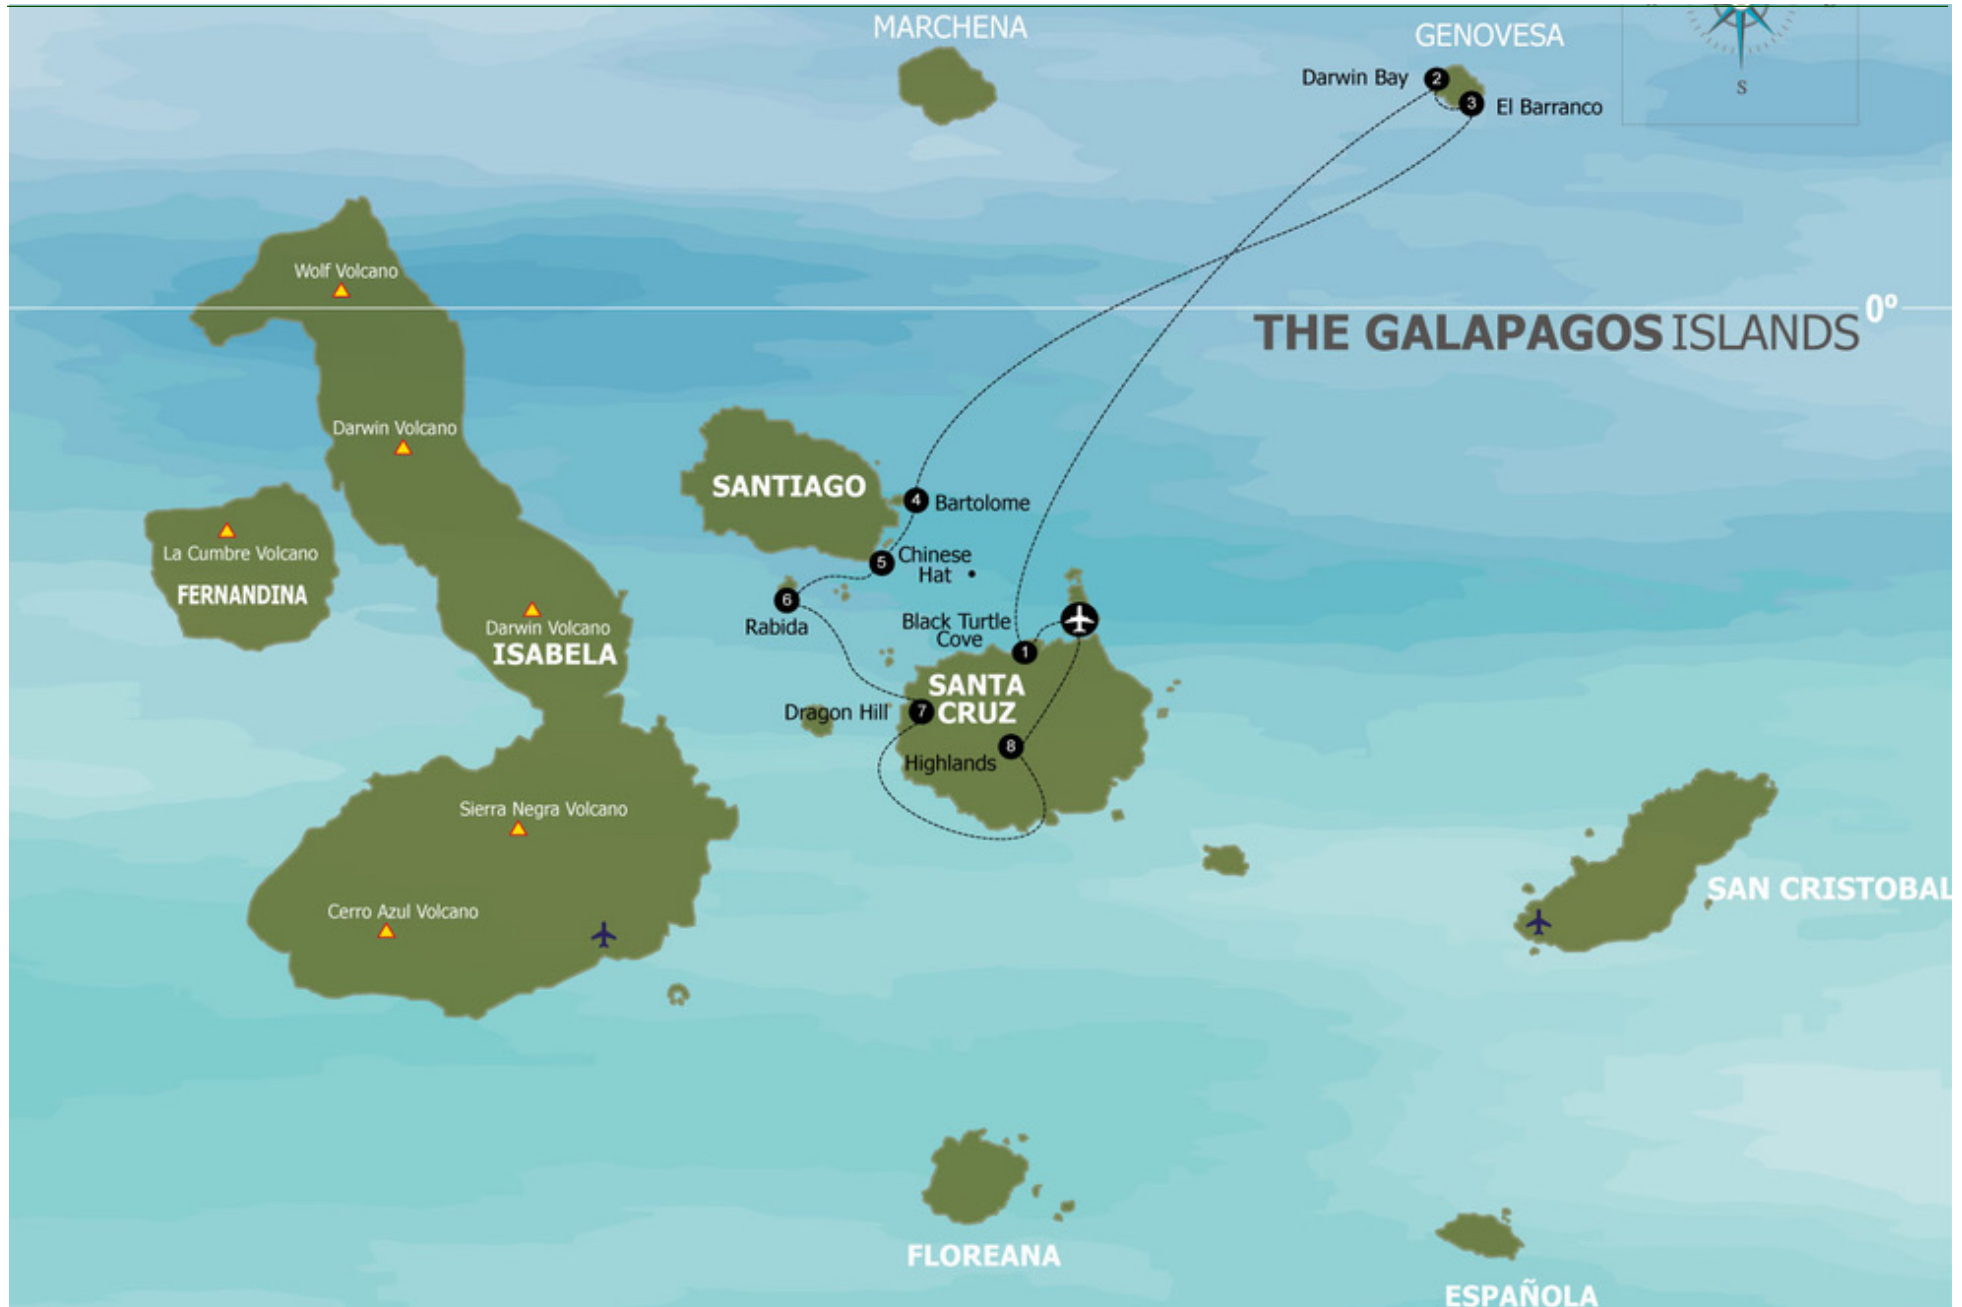 MARCHENA
GENOVESA
S
Darwin Bay
2
3
El Barranco
Wolf Volcano
0º
THE GALAPAGOS ISLANDS
Darwin Volcano
SANTIAGO
4
Bartolome
La Cumbre Volcano
FERNANDINA
5
Chinese
Hat
6
Rabida
Darwin Volcano
ISABELA
Black Turtle
Cove
1
SANTA
CRUZ
Dragon Hill
7
8
Highlands
Sierra Negra Volcano
Cerro Azul Volcano
SAN CRISTOBAL
FLOREANA
ESPAÑOLA